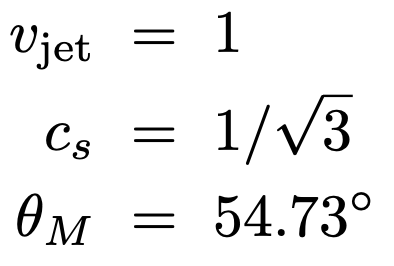 v_jet = 1
c_s = 1/√3
θ_M = 54.73°